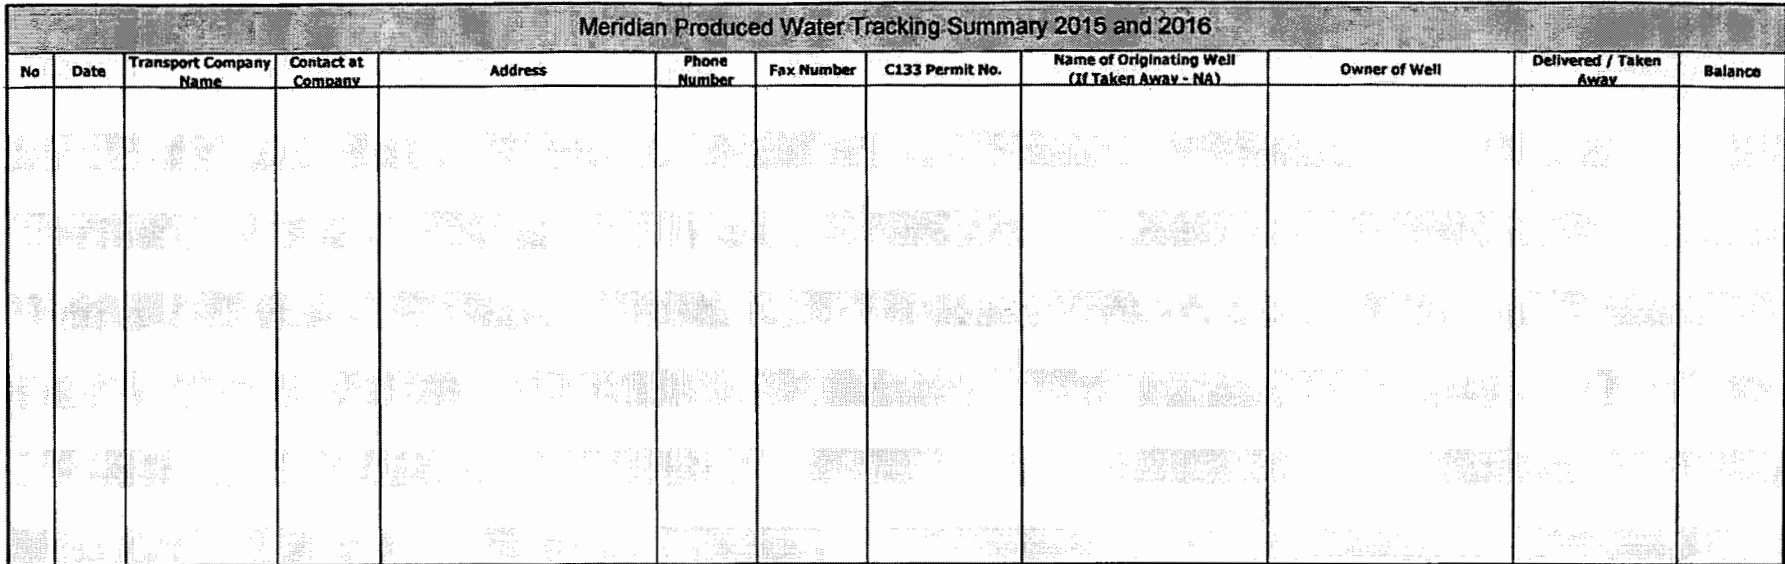 Meridian Produced Water Tracking Summary 2015 and 2016
No Date Transport Company Name Contact at Company Address Phone Number Fax Number C133 Permit No. Name of Originating Well (If Taken Away - NA) Owner of Well Delivered / Taken Away Balance